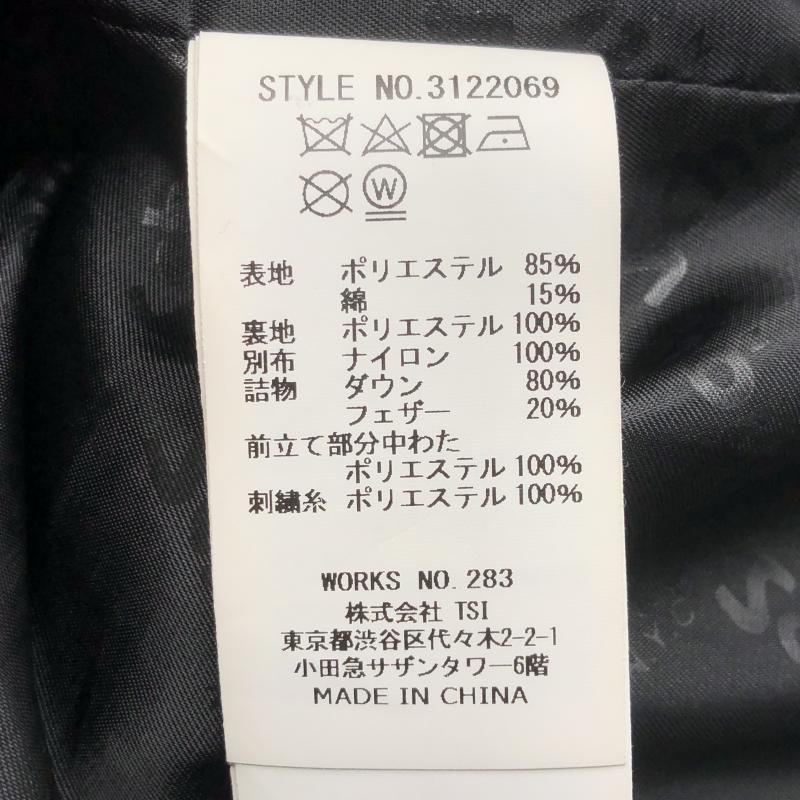 STYLE NO.3122069
W
表地 ポリエステル 85%
綿 15%
裏地 ポリエステル 100%
別布 ナイロン 100%
詰物 ダウン 80%
フェザー 20%
前立て部分中わた
ポリエステル 100%
刺繍糸 ポリエステル 100%
WORKS NO. 283
株式会社 TSI
東京都渋谷区代々木2-2-1
小田急サザンタワー6階
MADE IN CHINA